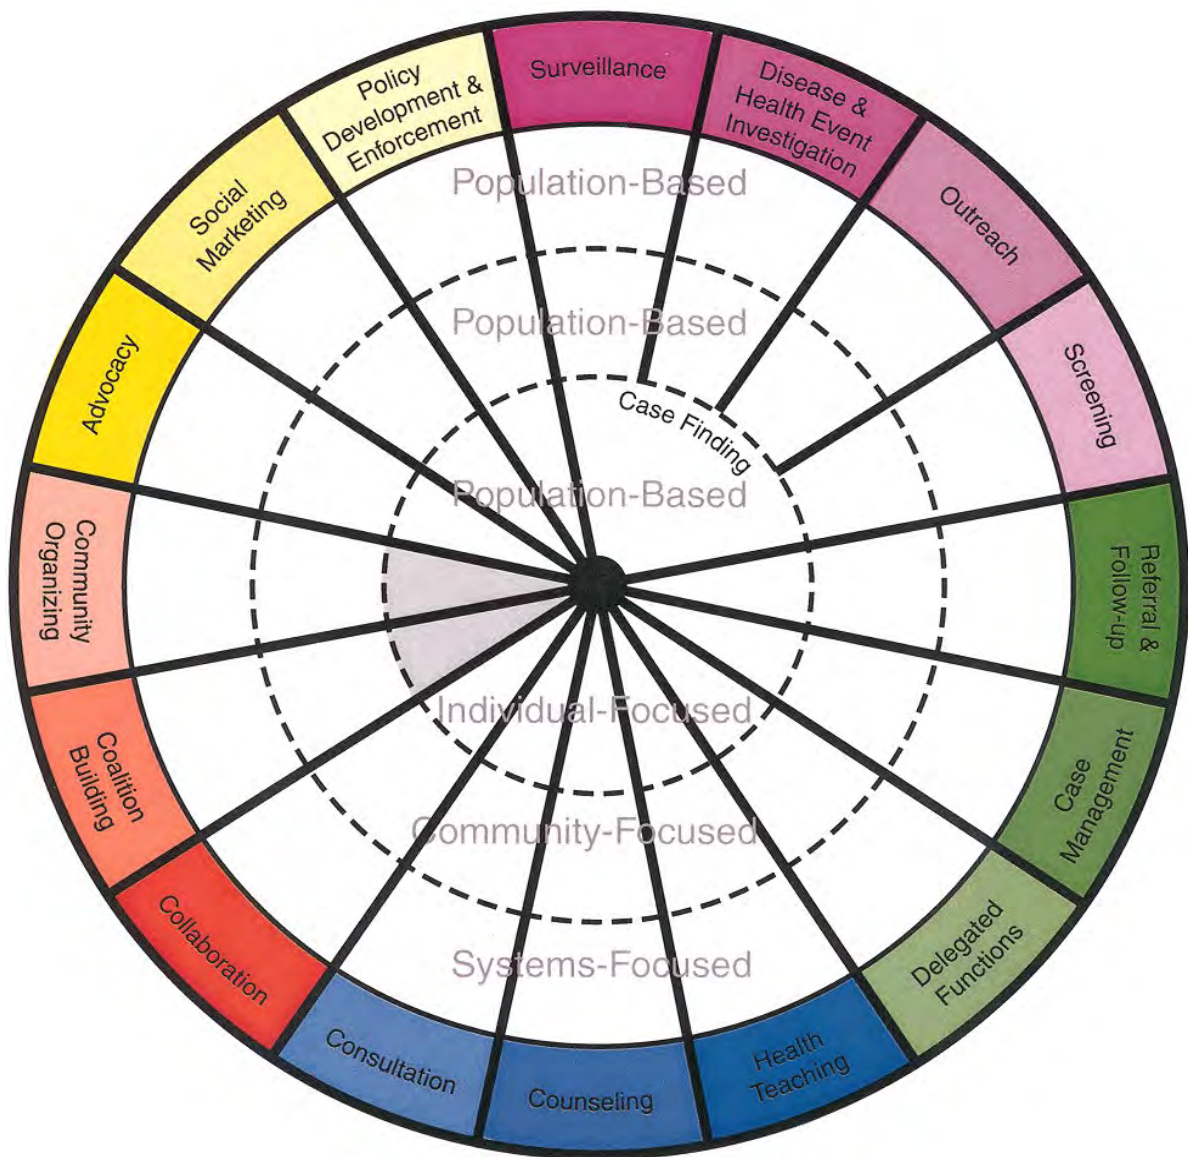 Surveillance
Disease &
Health Event
Investigation
Outreach
Screening
Referral &
Follow-up
Case
Management
Delegated
Functions
Health
Teaching
Counseling
Consultation
Collaboration
Coalition
Building
Community
Organizing
Advocacy
Social
Marketing
Policy
Development &
Enforcement
Population-Based
Population-Based
Case Finding
Population-Based
Individual-Focused
Community-Focused
Systems-Focused